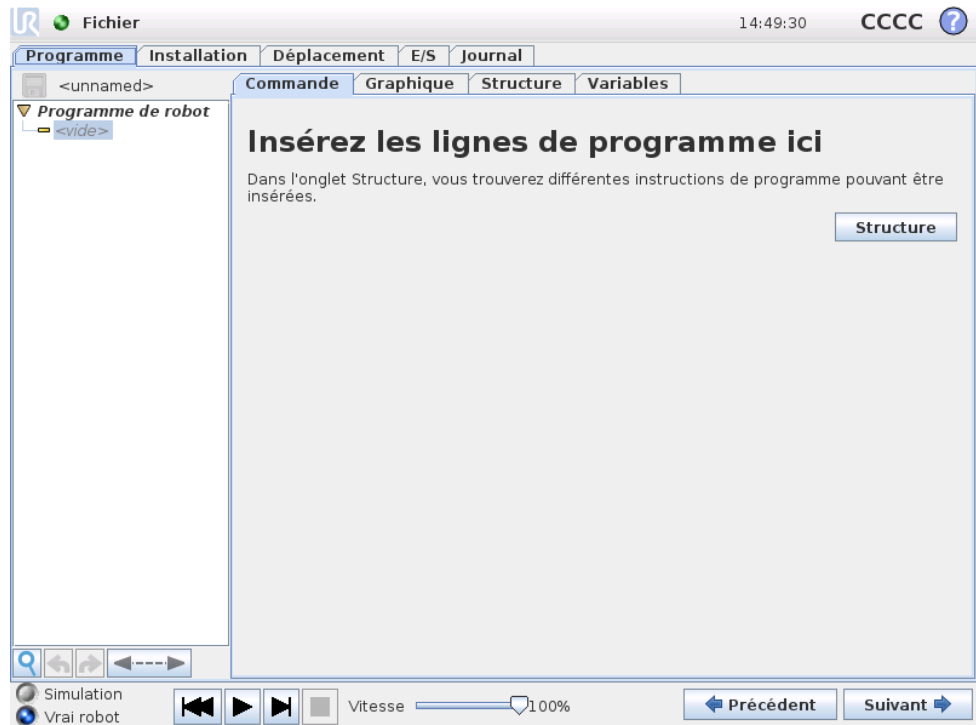 UR
Fichier
14:49:30
CCCC
?
Programme
Installation
Déplacement
E/S
Journal
<unnamed>
Commande
Graphique
Structure
Variables
Programme de robot
<vide>
Insérez les lignes de programme ici
Dans l'onglet Structure, vous trouverez différentes instructions de programme pouvant être
insérées.
Structure
Simulation
Vrai robot
Vitesse
100%
Précédent
Suivant